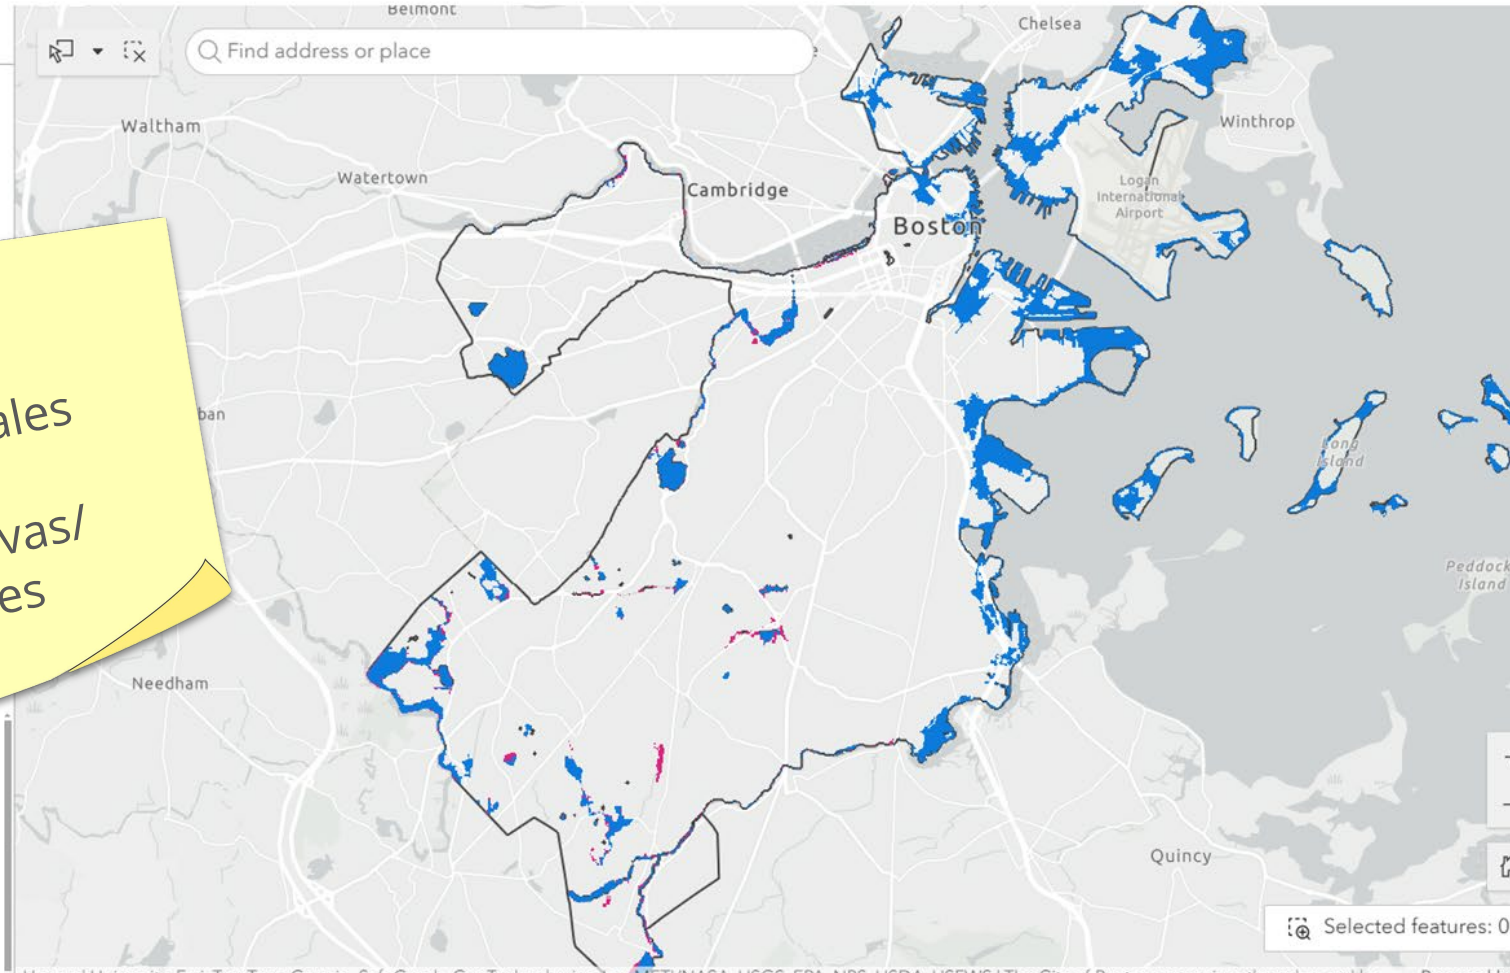 Belmont
Chelsea
Find address or place
Waltham
Winthrop
Watertown
Cambridge
Logan
International
Airport
Boston
ales
Long
Island
vas/
es
Peddock
Island
Needham
Quincy
Selected features: 0